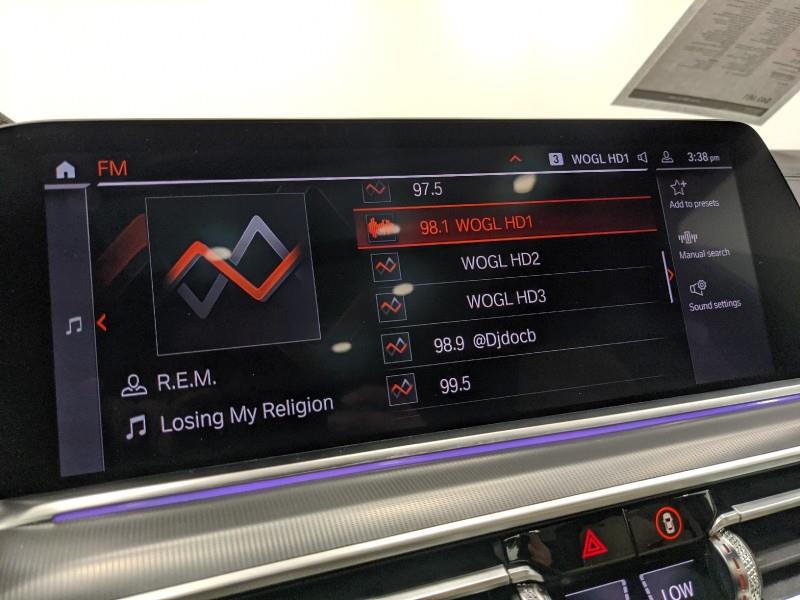 FM
3 WOGL HD1
3:38 pm
97.5
98.1 WOGL HD1
WOGL HD2
WOGL HD3
98.9 @Djdocb
99.5
R.E.M.
Losing My Religion
Add to presets
Manual search
Sound settings
LOW